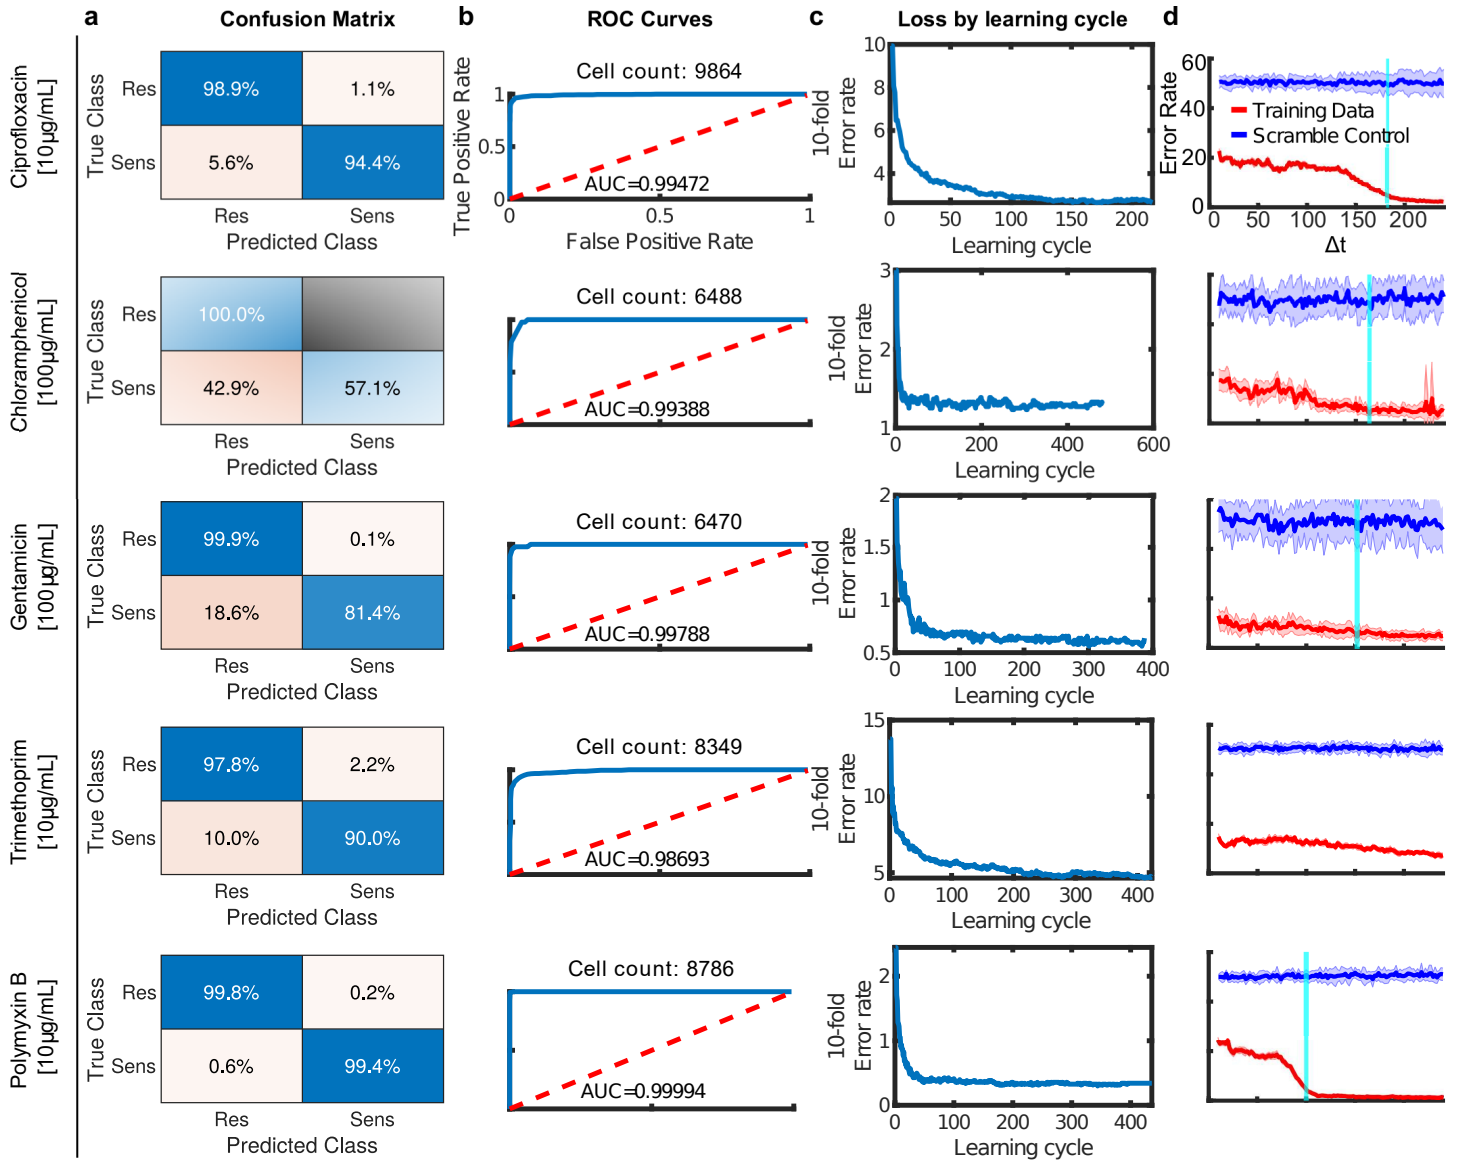 a Confusion Matrix
b ROC Curves
c Loss by learning cycle
d
Ciprofloxacin
[10µg/mL]
True Class
Res
Sens
98.9%
1.1%
5.6%
94.4%
Res
Sens
Predicted Class
True Positive Rate
1
0.5
0
Cell count: 9864
AUC=0.99472
0
0.5
1
False Positive Rate
10-fold
Error rate
10
8
6
4
0
50
100
150
200
Learning cycle
Error Rate
60
40
20
0
Training Data
Scramble Control
0
50
100
150
200
Δt
Chloramphenicol
[100µg/mL]
True Class
Res
Sens
100.0%
42.9%
57.1%
Res
Sens
Predicted Class
Cell count: 6488
AUC=0.99388
10-fold
Error rate
3
2
1
0
200
400
600
Learning cycle
Gentamicin
[100µg/mL]
True Class
Res
Sens
99.9%
0.1%
18.6%
81.4%
Res
Sens
Predicted Class
Cell count: 6470
AUC=0.99788
10-fold
Error rate
2
1.5
1
0.5
0
100
200
300
400
Learning cycle
Trimethoprim
[10µg/mL]
True Class
Res
Sens
97.8%
2.2%
10.0%
90.0%
Res
Sens
Predicted Class
Cell count: 8349
AUC=0.98693
10-fold
Error rate
15
10
5
0
100
200
300
400
Learning cycle
Polymyxin B
[10µg/mL]
True Class
Res
Sens
99.8%
0.2%
0.6%
99.4%
Res
Sens
Predicted Class
Cell count: 8786
AUC=0.99994
10-fold
Error rate
2
1
0
0
100
200
300
400
Learning cycle